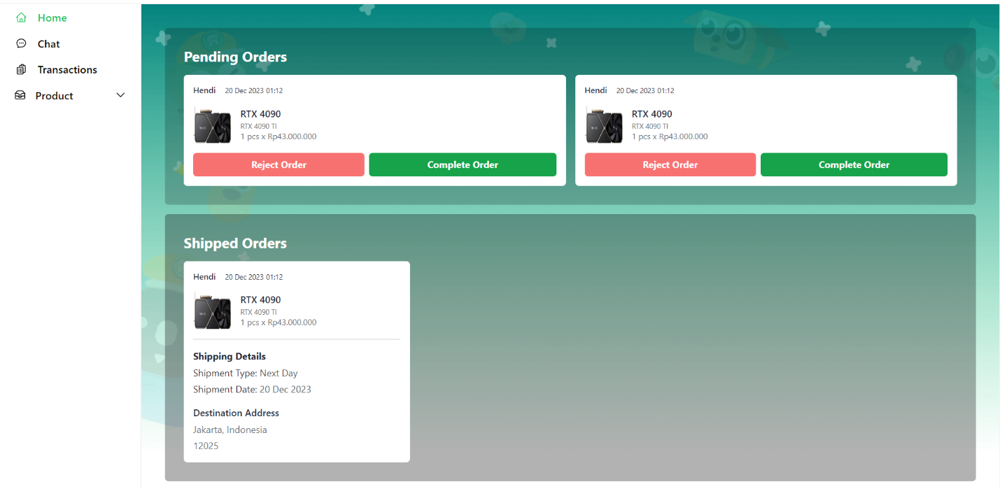 Home
Chat
Transactions
Product
Pending Orders
Hendi 20 Dec 2023 01:12
RTX 4090
RTX 4090 TI
1 pcs x Rp43.000.000
Reject Order Complete Order
Hendi 20 Dec 2023 01:12
RTX 4090
RTX 4090 TI
1 pcs x Rp43.000.000
Reject Order Complete Order
Shipped Orders
Hendi 20 Dec 2023 01:12
RTX 4090
RTX 4090 TI
1 pcs x Rp43.000.000
Shipping Details
Shipment Type: Next Day
Shipment Date: 20 Dec 2023
Destination Address
Jakarta, Indonesia
12025